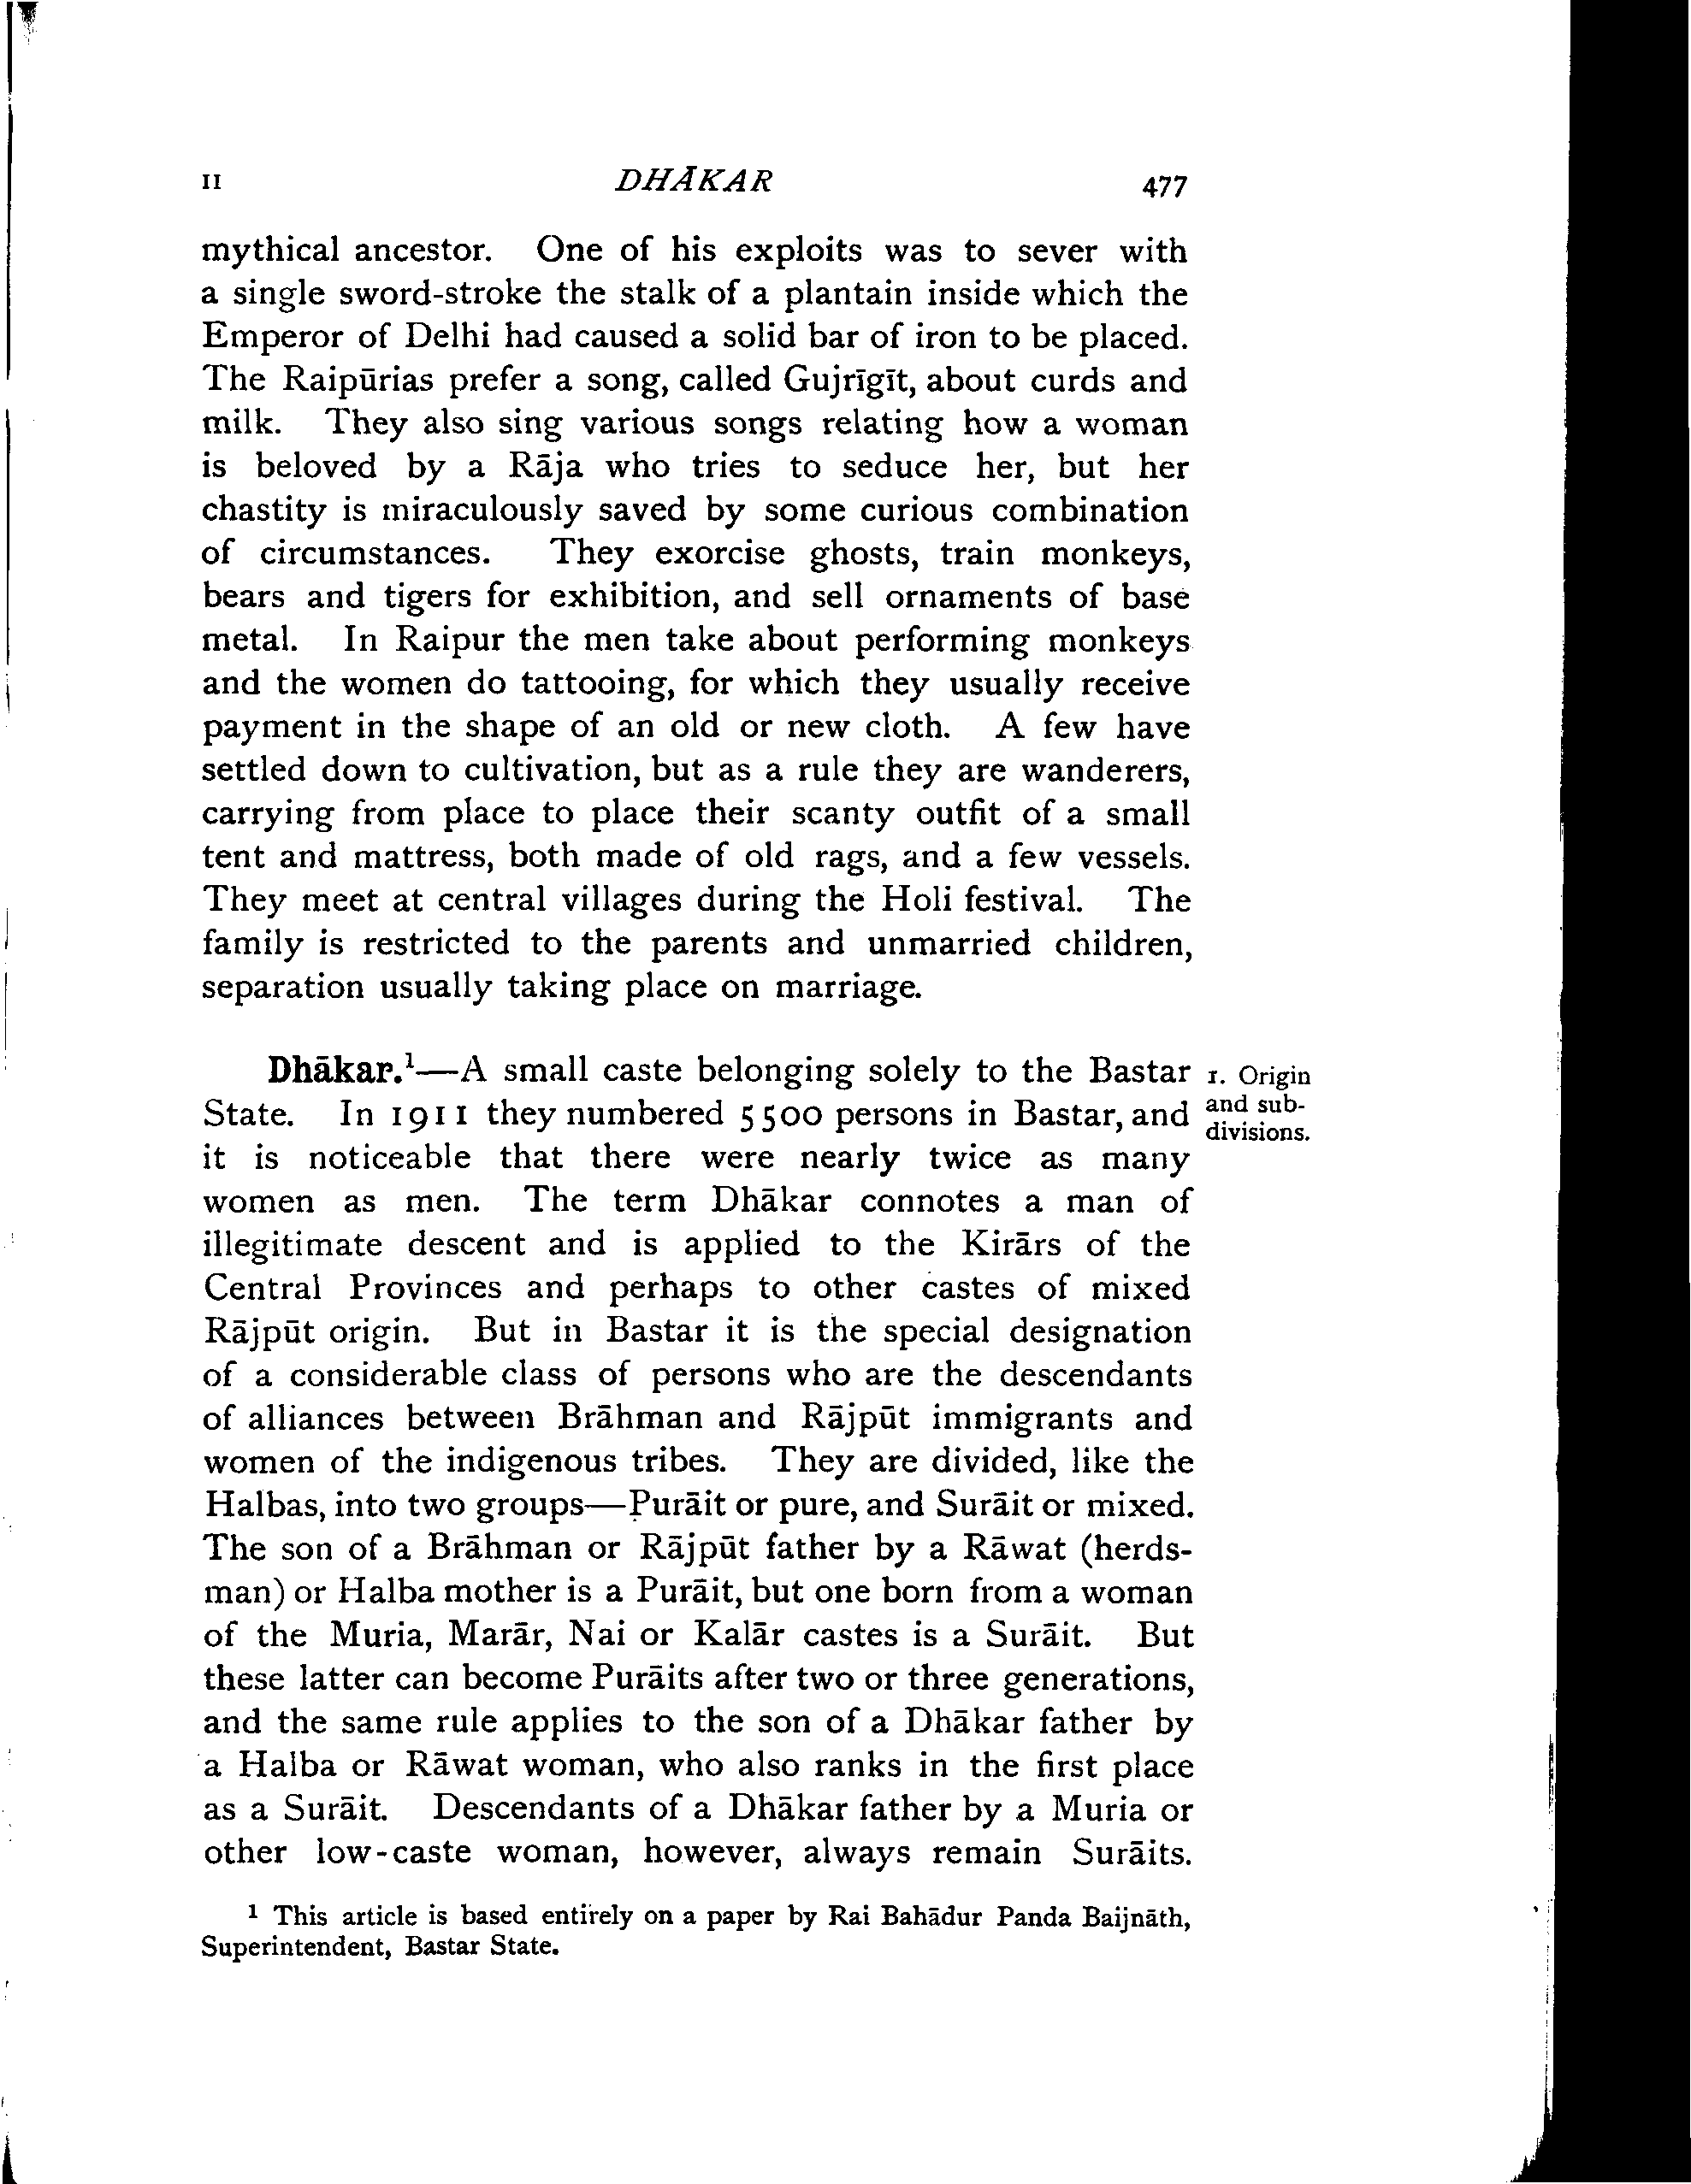 II DHĀKAR 477
mythical ancestor. One of his exploits was to sever with
a single sword-stroke the stalk of a plantain inside which the
Emperor of Delhi had caused a solid bar of iron to be placed.
The Raipūrias prefer a song, called Gujrīgīt, about curds and
milk. They also sing various songs relating how a woman
is beloved by a Rāja who tries to seduce her, but her
chastity is miraculously saved by some curious combination
of circumstances. They exorcise ghosts, train monkeys,
bears and tigers for exhibition, and sell ornaments of base
metal. In Raipur the men take about performing monkeys
and the women do tattooing, for which they usually receive
payment in the shape of an old or new cloth. A few have
settled down to cultivation, but as a rule they are wanderers,
carrying from place to place their scanty outfit of a small
tent and mattress, both made of old rags, and a few vessels.
They meet at central villages during the Holi festival. The
family is restricted to the parents and unmarried children,
separation usually taking place on marriage.
Dhākar.¹—A small caste belonging solely to the Bastar
State. In 1911 they numbered 5500 persons in Bastar, and
it is noticeable that there were nearly twice as many
women as men. The term Dhākar connotes a man of
illegitimate descent and is applied to the Kirārs of the
Central Provinces and perhaps to other castes of mixed
Rājpūt origin. But in Bastar it is the special designation
of a considerable class of persons who are the descendants
of alliances between Brāhman and Rājpūt immigrants and
women of the indigenous tribes. They are divided, like the
Halbas, into two groups—Purāit or pure, and Surāit or mixed.
The son of a Brāhman or Rājpūt father by a Rāwat (herds-
man) or Halba mother is a Purāit, but one born from a woman
of the Muria, Marār, Nai or Kalār castes is a Surāit. But
these latter can become Purāits after two or three generations,
and the same rule applies to the son of a Dhākar father by
a Halba or Rāwat woman, who also ranks in the first place
as a Surāit. Descendants of a Dhākar father by a Muria or
other low-caste woman, however, always remain Surāits.
1. Origin
and sub-
divisions.
¹ This article is based entirely on a paper by Rai Bahādur Panda Baijnāth,
Superintendent, Bastar State.